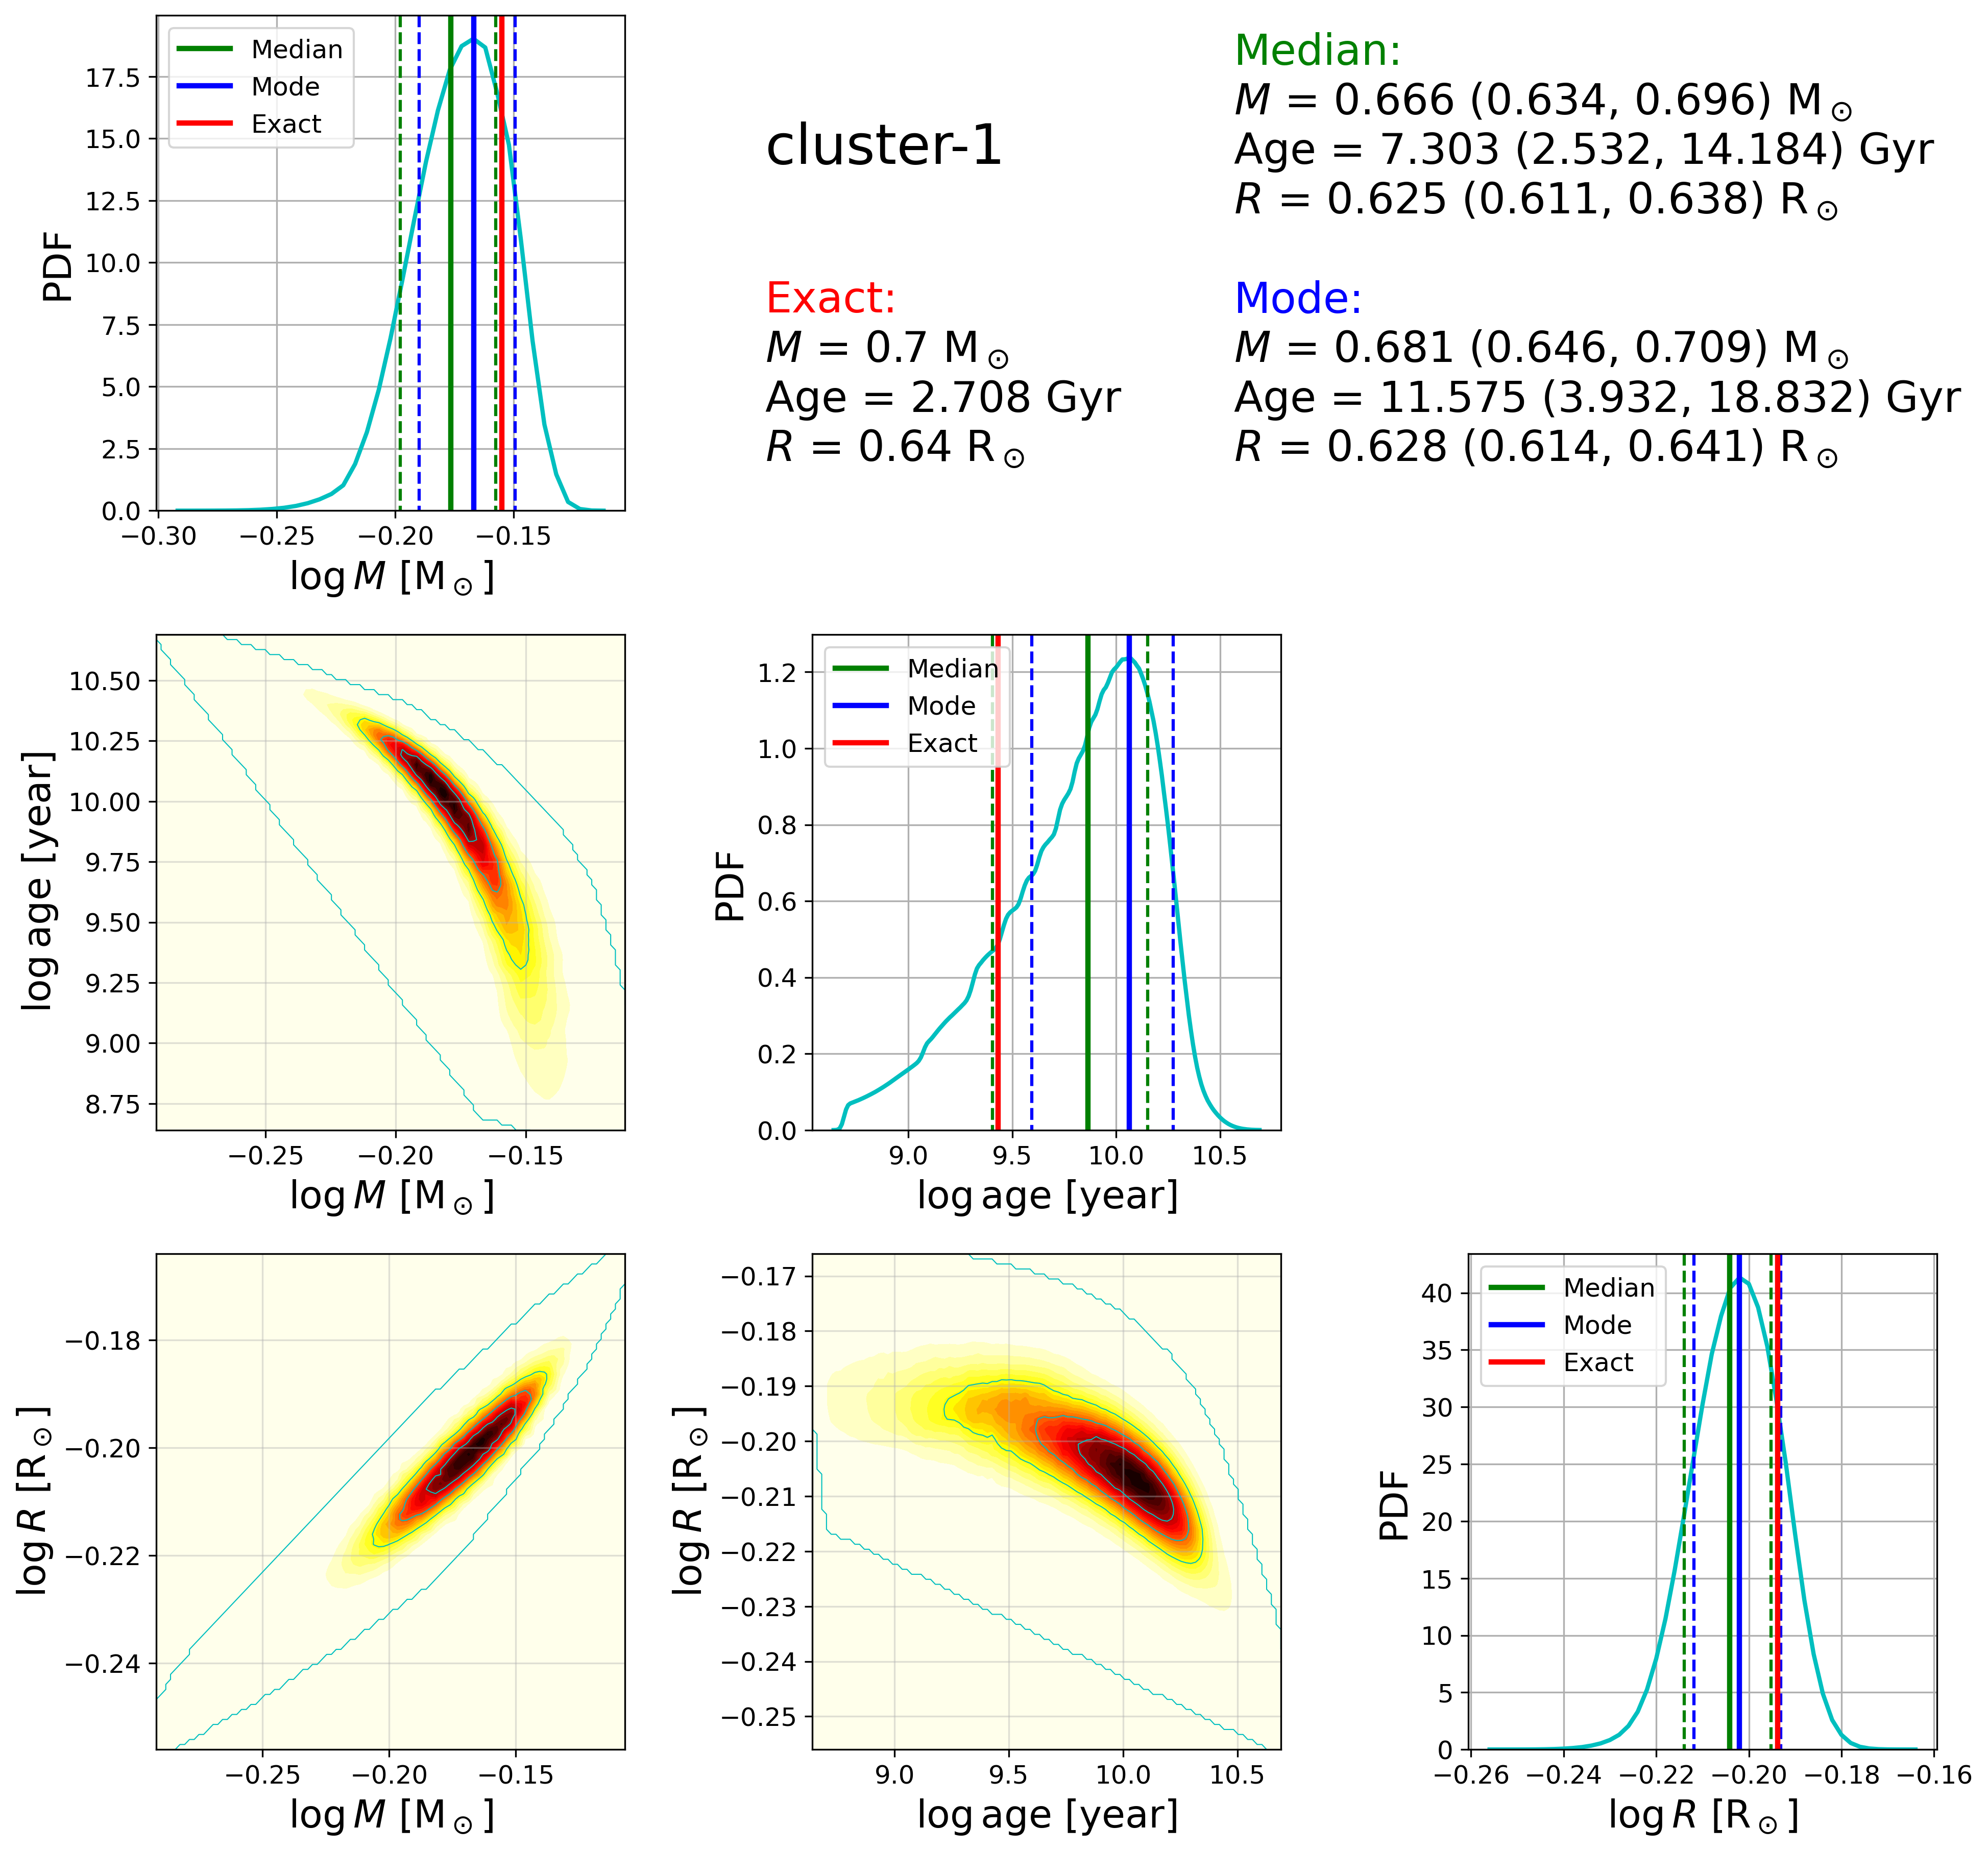 Median
Mode
Exact
17.5
15.0
12.5
10.0
7.5
5.0
2.5
0.0
PDF
−0.30 −0.25 −0.20 −0.15
log M [M⊙]
cluster-1
Median:
M = 0.666 (0.634, 0.696) M⊙
Age = 7.303 (2.532, 14.184) Gyr
R = 0.625 (0.611, 0.638) R⊙
Exact:
M = 0.7 M⊙
Age = 2.708 Gyr
R = 0.64 R⊙
Mode:
M = 0.681 (0.646, 0.709) M⊙
Age = 11.575 (3.932, 18.832) Gyr
R = 0.628 (0.614, 0.641) R⊙
10.50
10.25
10.00
9.75
9.50
9.25
9.00
8.75
log age [year]
−0.25 −0.20 −0.15
log M [M⊙]
Median
Mode
Exact
1.2
1.0
0.8
0.6
0.4
0.2
0.0
PDF
9.0 9.5 10.0 10.5
log age [year]
−0.18
−0.20
−0.22
−0.24
log R [R⊙]
−0.25 −0.20 −0.15
log M [M⊙]
−0.17
−0.18
−0.19
−0.20
−0.21
−0.22
−0.23
−0.24
−0.25
log R [R⊙]
9.0 9.5 10.0 10.5
log age [year]
Median
Mode
Exact
40
35
30
25
20
15
10
5
0
PDF
−0.26 −0.24 −0.22 −0.20 −0.18 −0.16
log R [R⊙]